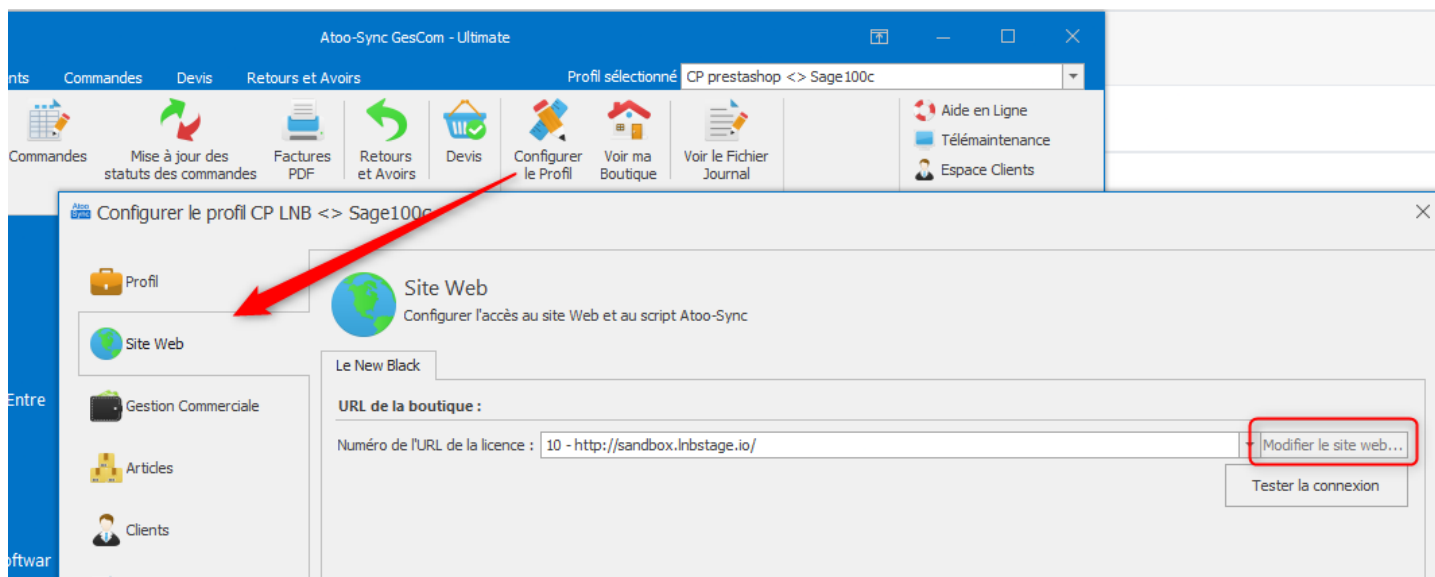 Atoo-Sync GesCom - Ultimate
nts Commandes Devis Retours et Avoirs Profil sélectionné CP prestashop <> Sage100c
Commandes
Mise à jour des
statuts des commandes
Factures
PDF
Retours
et Avoirs
Devis
Configurer
le Profil
Voir ma
Boutique
Voir le Fichier
Journal
Aide en Ligne
Télémaintenance
Espace Clients
Atoo
Sync
Configurer le profil CP LNB <> Sage100c
Profil
Site Web
Gestion Commerciale
Articles
Clients
Entre
oftwar
Site Web
Configurer l'accès au site Web et au script Atoo-Sync
Le New Black
URL de la boutique :
Numéro de l'URL de la licence : 10 - http://sandbox.lnbstage.io/ Modifier le site web...
Tester la connexion